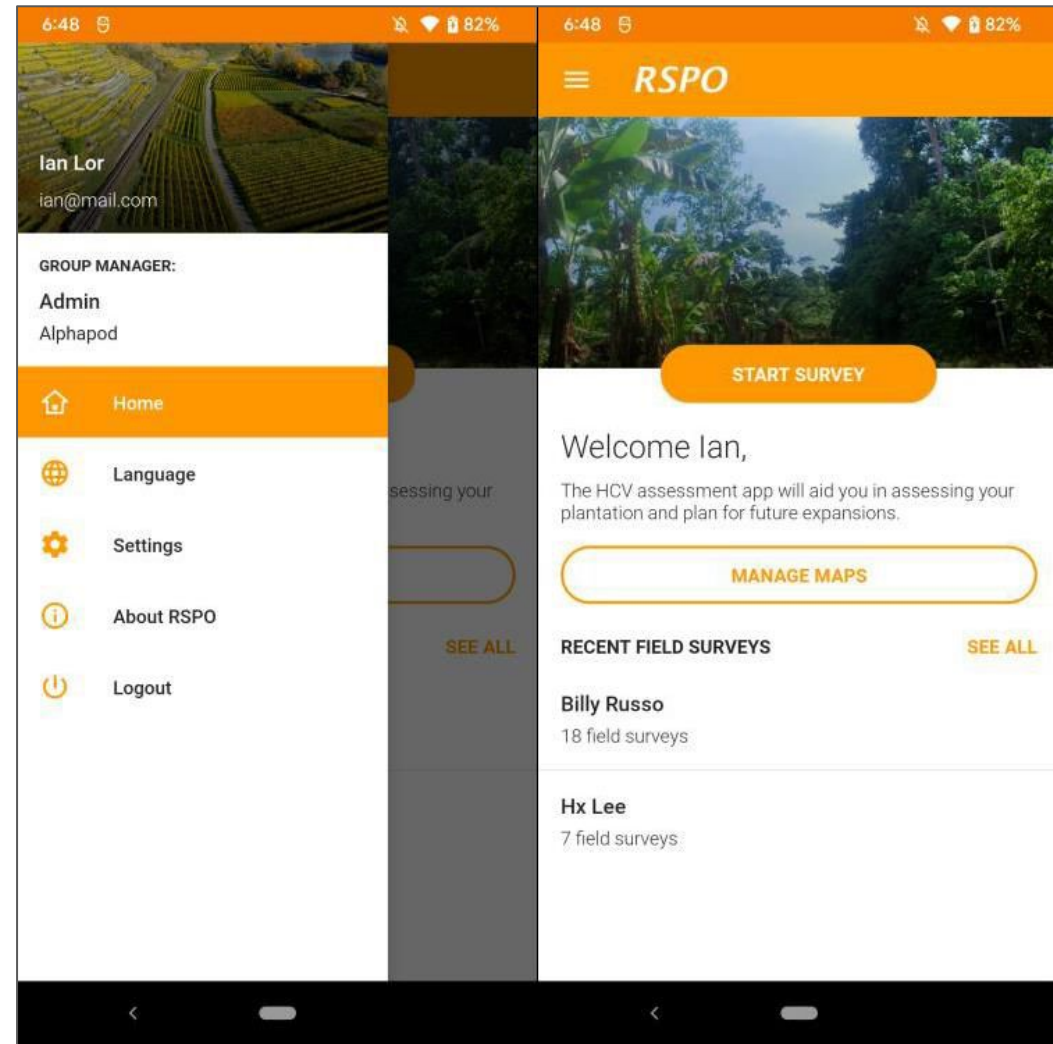 6:48
82%
Ian Lor
ian@mail.com
GROUP MANAGER:
Admin
Alphapod
Home
Language
Settings
About RSPO
Logout
sessing your
SEE ALL
6:48
82%
RSPO
START SURVEY
Welcome Ian,
The HCV assessment app will aid you in assessing your
plantation and plan for future expansions.
MANAGE MAPS
RECENT FIELD SURVEYS
SEE ALL
Billy Russo
18 field surveys
Hx Lee
7 field surveys